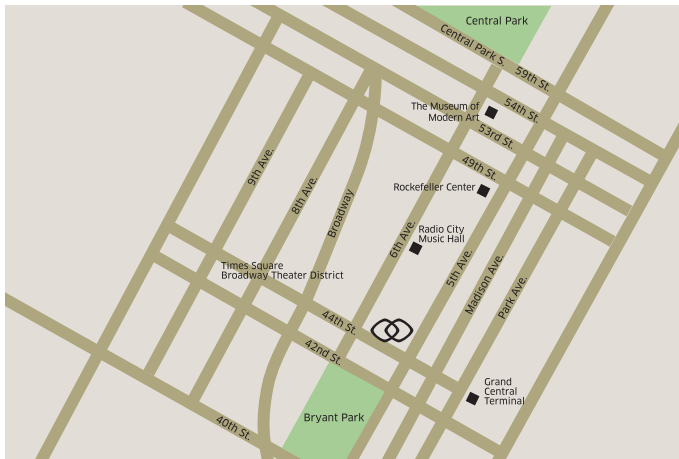 Central Park
Central Park S.
59th St.
The Museum of
Modern Art
54th St.
53rd St.
49th St.
9th Ave.
8th Ave.
Broadway
Rockefeller Center
6th Ave.
Radio City
Music Hall
5th Ave.
Madison Ave.
Park Ave.
Times Square
Broadway Theater District
44th St.
42nd St.
Grand
Central
Terminal
Bryant Park
40th St.